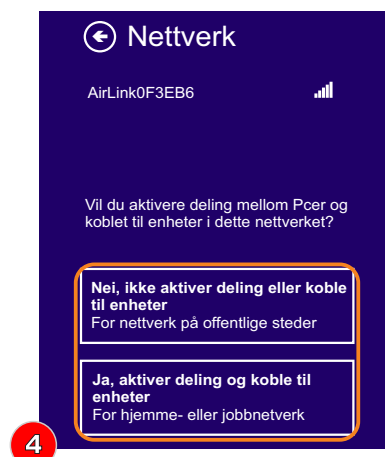 Nettverk
AirLink0F3EB6
Vil du aktivere deling mellom Pcer og
koblet til enheter i dette nettverket?
Nei, ikke aktiver deling eller koble
til enheter
For nettverk på offentlige steder
Ja, aktiver deling og koble til
enheter
For hjemme- eller jobbnetverk
4